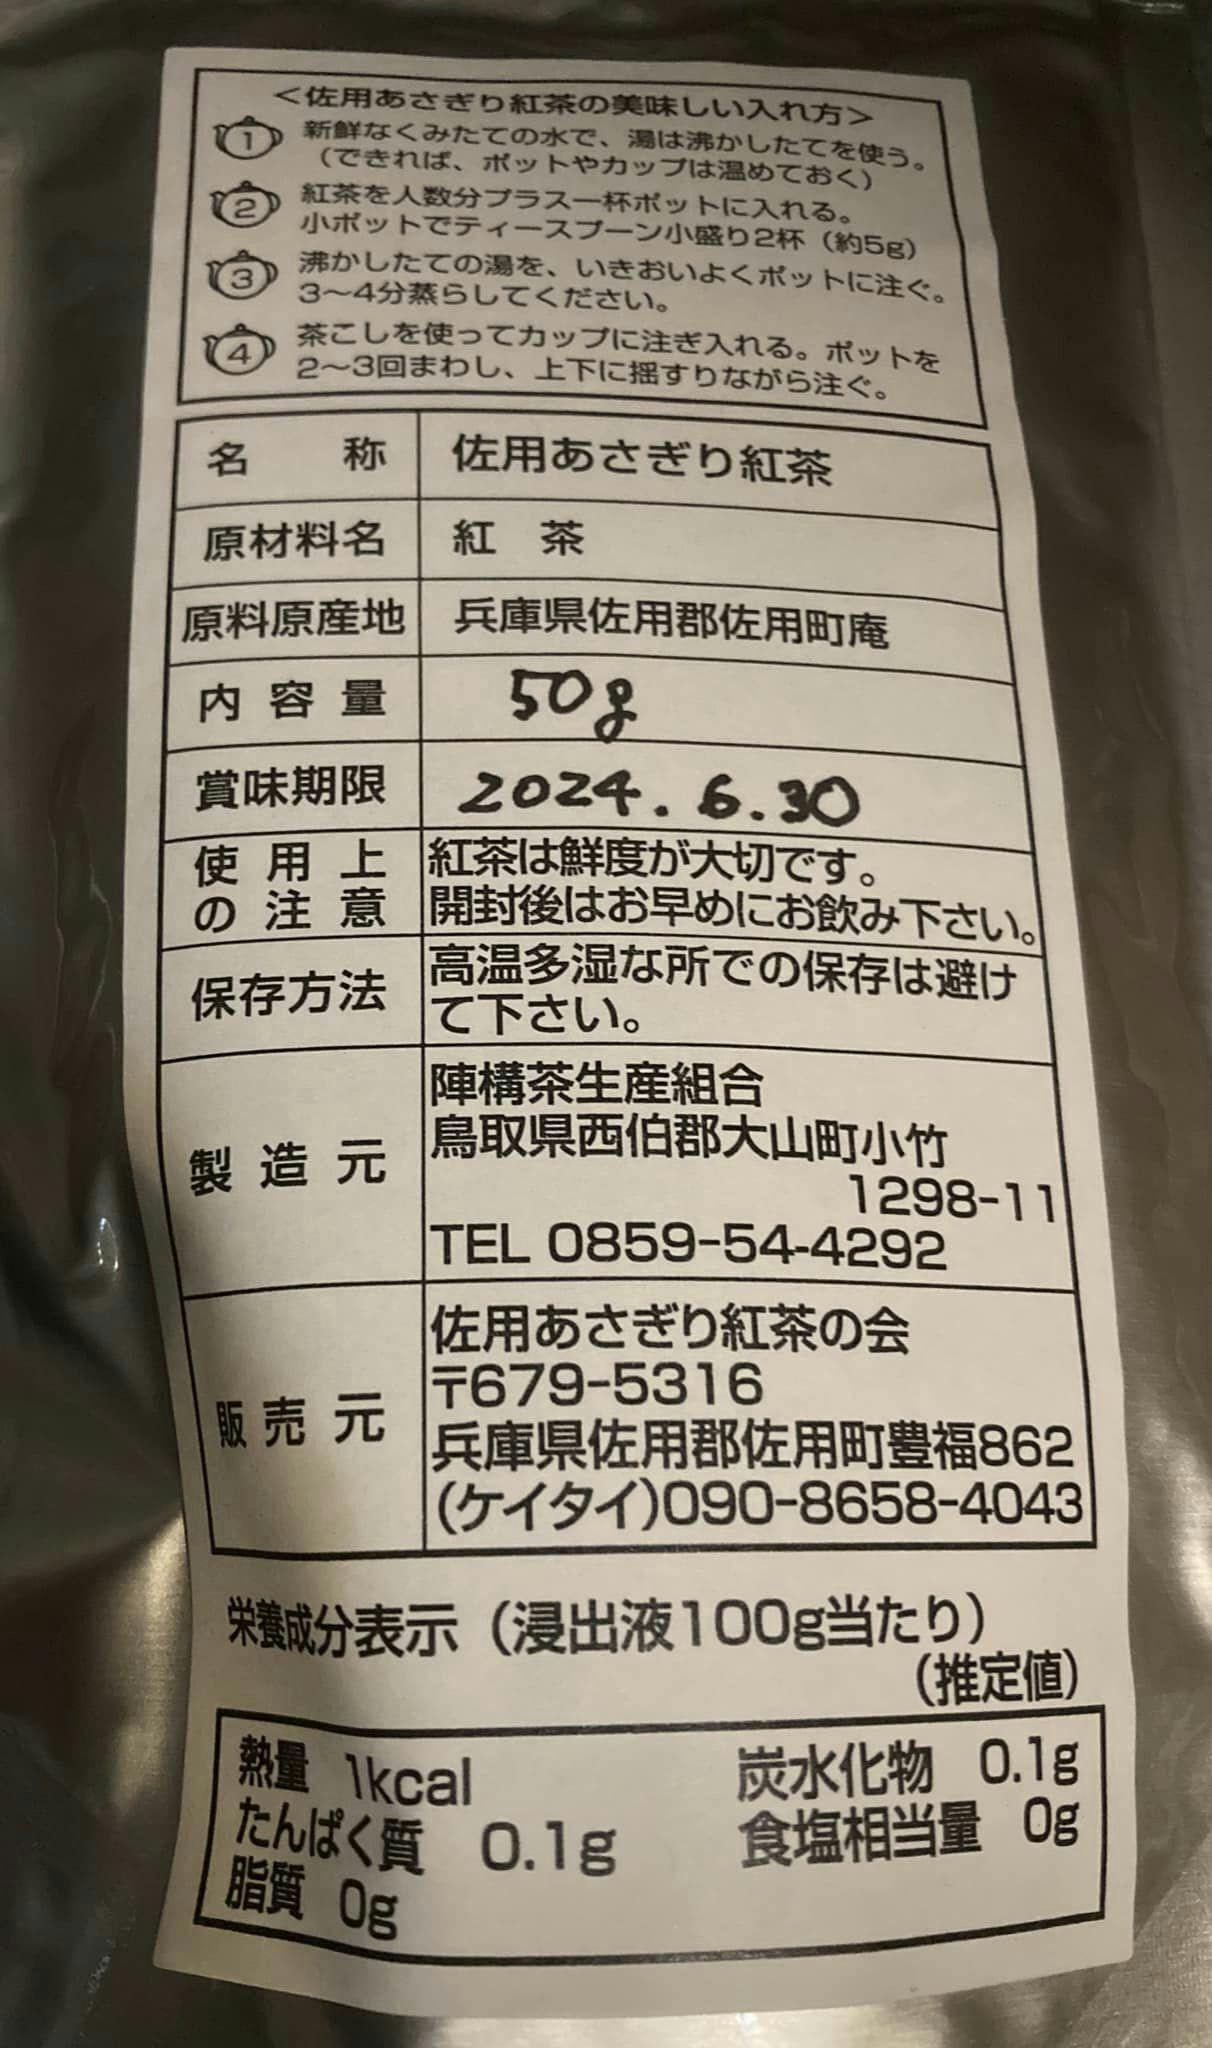 ＜佐用あさぎり紅茶の美味しい入れ方＞
① 新鮮なくみたての水で、湯は沸かしたてを使う。
（できれば、ポットやカップは温めておく）
② 紅茶を人数分プラス一杯ポットに入れる。
小ポットでティースプーン小盛り2杯（約5g）
③ 沸かしたての湯を、いきおいよくポットに注ぐ。
3～4分蒸らしてください。
④ 茶こしを使ってカップに注ぎ入れる。ポットを
2～3回まわし、上下に揺すりながら注ぐ。
名称 佐用あさぎり紅茶
原材料名 紅茶
原料原産地 兵庫県佐用郡佐用町庵
内容量 50g
賞味期限 2024.6.30
使用上 紅茶は鮮度が大切です。
の注意 開封後はお早めにお飲み下さい。
保存方法 高温多湿な所での保存は避け
て下さい。
製造元 陣構茶生産組合
鳥取県西伯郡大山町小竹
1298-11
TEL 0859-54-4292
販売元 佐用あさぎり紅茶の会
〒679-5316
兵庫県佐用郡佐用町豊福862
(ケイタイ)090-8658-4043
栄養成分表示（浸出液100g当たり）
（推定値）
熱量 1kcal 炭水化物 0.1g
たんぱく質 0.1g 食塩相当量 0g
脂質 0g